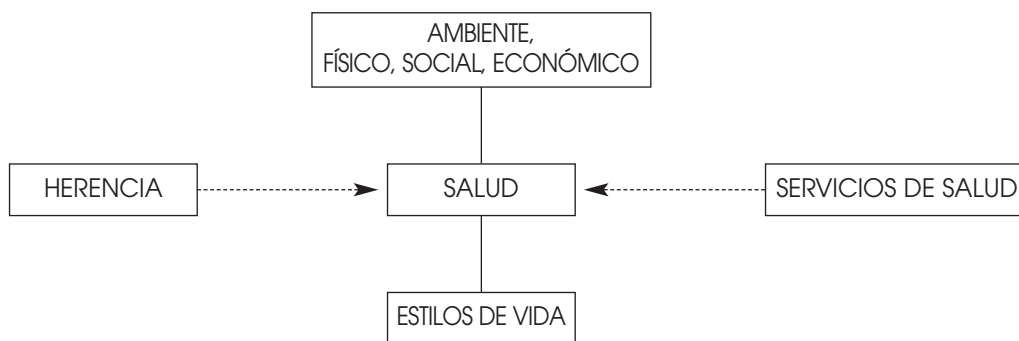 AMBIENTE,
FÍSICO, SOCIAL, ECONÓMICO
HERENCIA
SALUD
SERVICIOS DE SALUD
ESTILOS DE VIDA